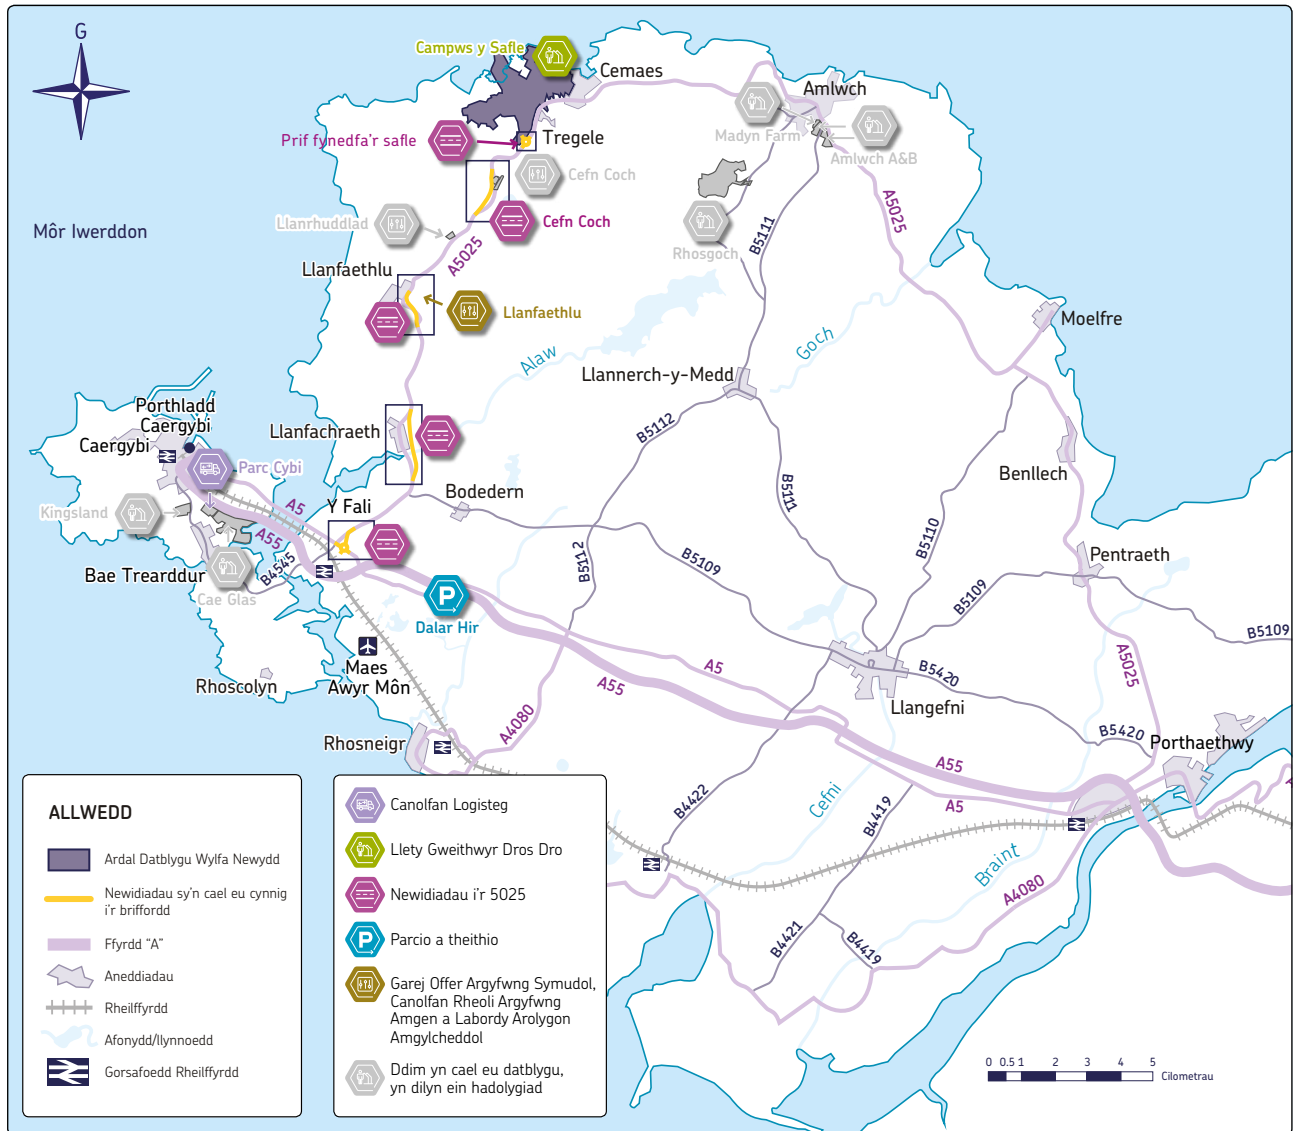 G
Campws y Safle
Cemaes
Amlwch
Madyn Farm
Amlwch A&B
Prif fynedfa'r safle
Tregele
Cefn Coch
Cefn Coch
Llanrhuddlad
A5025
Rhosgoch
B5111
A5025
Môr Iwerddon
Llanfaethlu
Llanfaethlu
Moelfre
Goch
Alaw
Llannerch-y-Medd
Porthladd
Caergybi
Caergybi
Llanfachraeth
B5112
Parc Cybi
Benllech
Kingsland
A5
Y Fali
Bodedern
B5111
A55
B5110
Pentraeth
Bae Trearddur
B4545
B5112
B5109
B5109
Cae Glas
Dalar Hir
B5109
Maes
Awyr Môn
Rhoscolyn
A5
A55
B5420
A5025
Llangefni
A4080
Rhosneigr
B5420
Porthaethwy
A55
A5
B4422
Cefni
B4419
Braint
A4080
B4421
B4419
ALLWEDD
Ardal Datblygu Wylfa Newydd
Newidiadau sy'n cael eu cynnig
i'r briffordd
Ffyrdd “A”
Aneddiadau
Rheilffyrdd
Afonydd/llynnoedd
Gorsafoedd Rheilffyrdd
Canolfan Logisteg
Llety Gweithwyr Dros Dro
Newidiadau i'r 5025
P
Parcio a theithio
Garej Offer Argyfwng Symudol,
Canolfan Rheoli Argyfwng
Amgen a Labordy Arolygon
Amgylcheddol
Ddim yn cael eu datblygu,
yn dilyn ein hadolygiad
P
0 0.5 1 2 3 4 5
Cilometrau